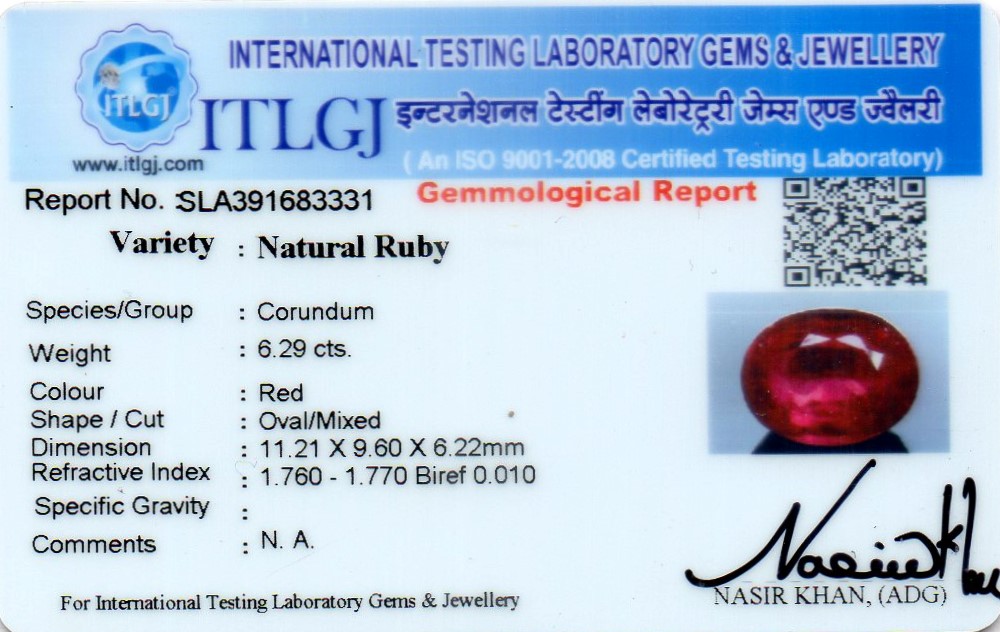 INTERNATIONAL TESTING LABORATORY GEMS & JEWELLERY
ITLGJ
ITLGJ इन्टरनेशनल टेस्टींग लेबोरेट्ररी जेम्स एण्ड ज्वैलरी
www.itlgj.com
( An ISO 9001-2008 Certified Testing Laboratory)
Gemmological Report
Report No. :SLA391683331
Variety : Natural Ruby
Species/Group : Corundum
Weight : 6.29 cts.
Colour : Red
Shape / Cut : Oval/Mixed
Dimension : 11.21 X 9.60 X 6.22mm
Refractive Index : 1.760 - 1.770 Biref 0.010
Specific Gravity :
Comments : N. A.
Nasir Khan
NASIR KHAN, (ADG)
For International Testing Laboratory Gems & Jewellery